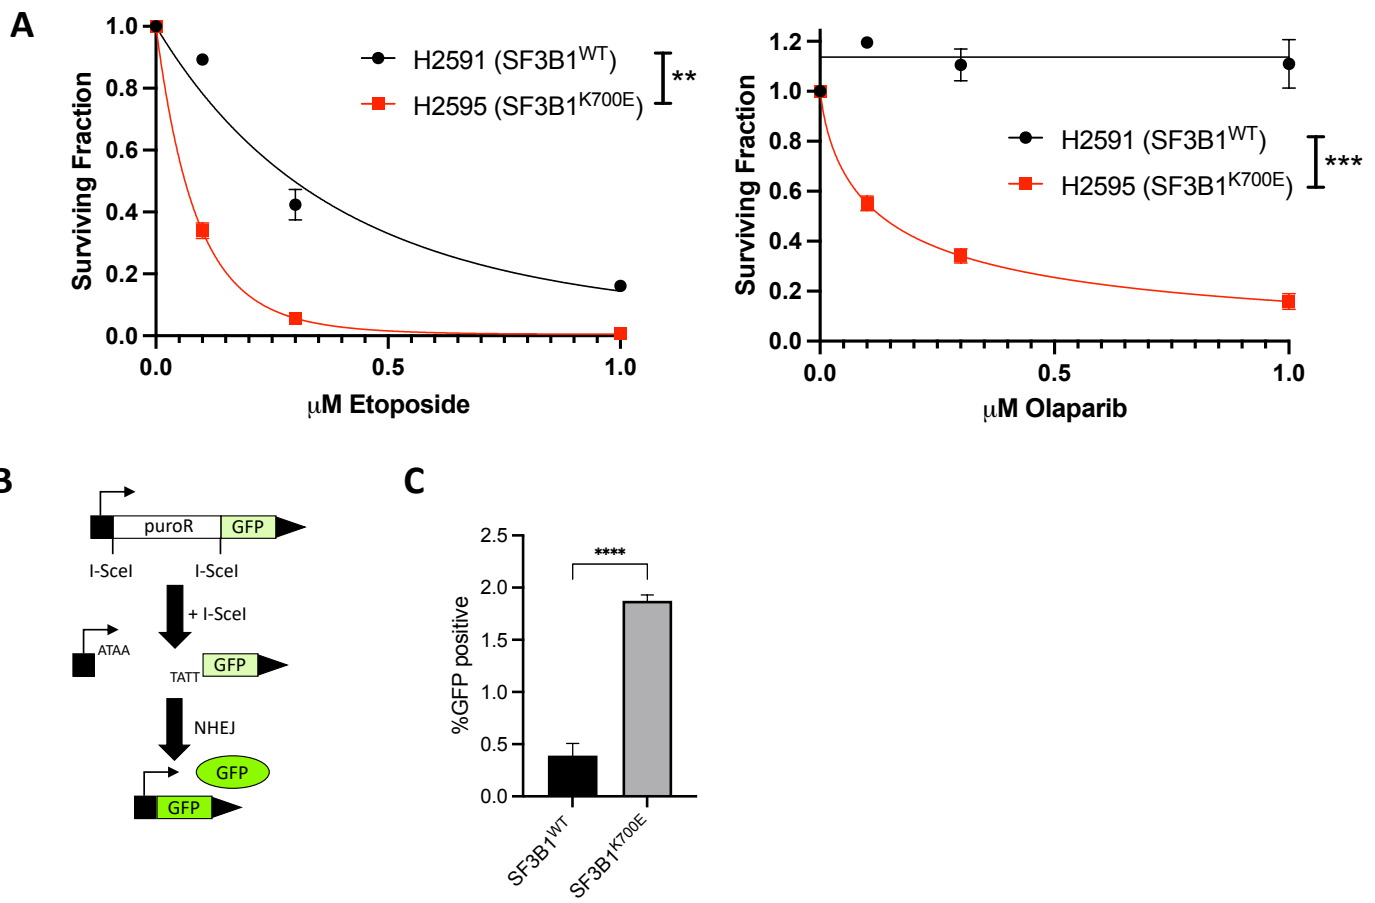 A
1.0
0.8
0.6
0.4
0.2
0.0
Surviving Fraction
H2591 (SF3B1WT)
H2595 (SF3B1K700E)
**
0.0
0.5
1.0
μM Etoposide
1.2
1.0
0.8
0.6
0.4
0.2
0.0
Surviving Fraction
H2591 (SF3B1WT)
H2595 (SF3B1K700E)
***
0.0
0.5
1.0
μM Olaparib
B
puroR
GFP
I-SceI
I-SceI
+ I-SceI
ATAA
TATT
GFP
NHEJ
GFP
GFP
C
2.5
2.0
1.5
1.0
0.5
0.0
%GFP positive
****
SF3B1WT
SF3B1K700E